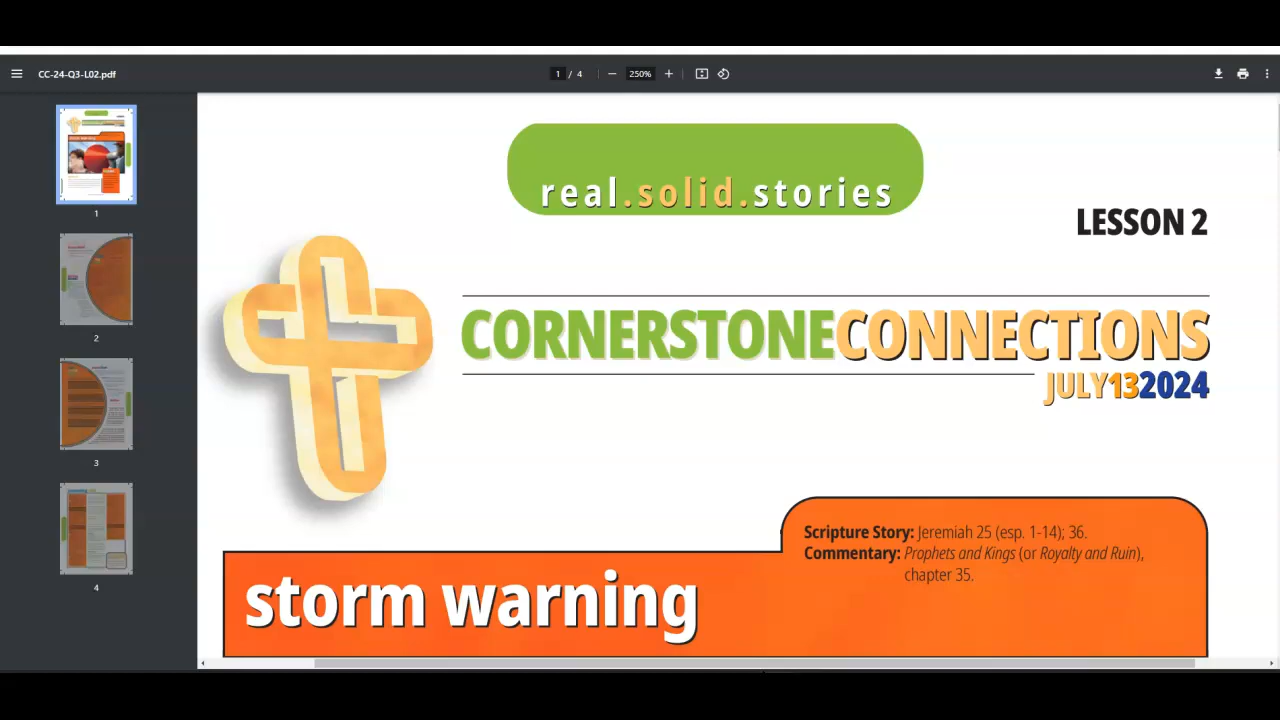 CC-24-Q3-L02.pdf
1 / 4
250%
1
2
3
4
real.solid.stories
LESSON 2
CORNERSTONECONNECTIONS
JULY132024
Scripture Story: Jeremiah 25 (esp. 1-14); 36.
Commentary: Prophets and Kings (or Royalty and Ruin),
chapter 35.
storm warning